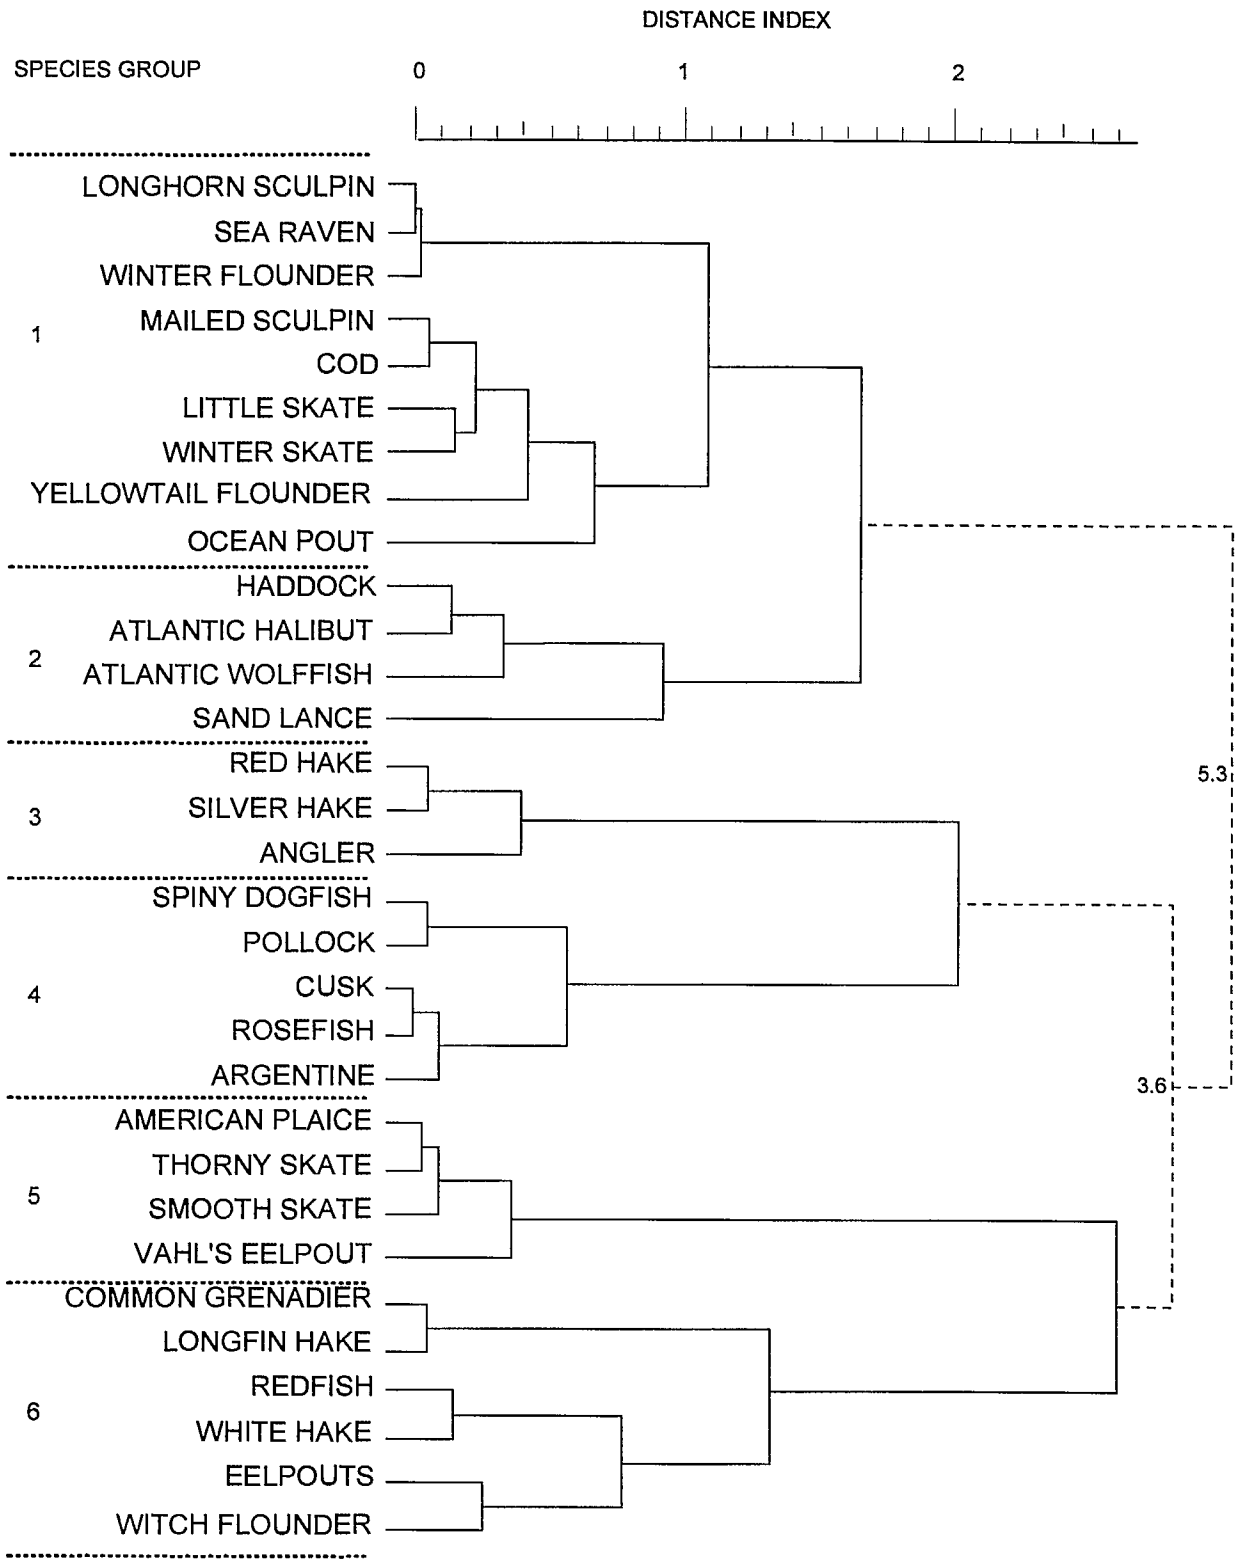 DISTANCE INDEX
SPECIES GROUP 0 1 2
LONGHORN SCULPIN
SEA RAVEN
WINTER FLOUNDER
MAILED SCULPIN
1
COD
LITTLE SKATE
WINTER SKATE
YELLOWTAIL FLOUNDER
OCEAN POUT
HADDOCK
ATLANTIC HALIBUT
2
ATLANTIC WOLFFISH
SAND LANCE
RED HAKE
5.3
SILVER HAKE
3
ANGLER
SPINY DOGFISH
POLLOCK
CUSK
4
ROSEFISH
ARGENTINE
3.6
AMERICAN PLAICE
THORNY SKATE
5
SMOOTH SKATE
VAHL'S EELPOUT
COMMON GRENADIER
LONGFIN HAKE
REDFISH
6
WHITE HAKE
EELPOUTS
WITCH FLOUNDER